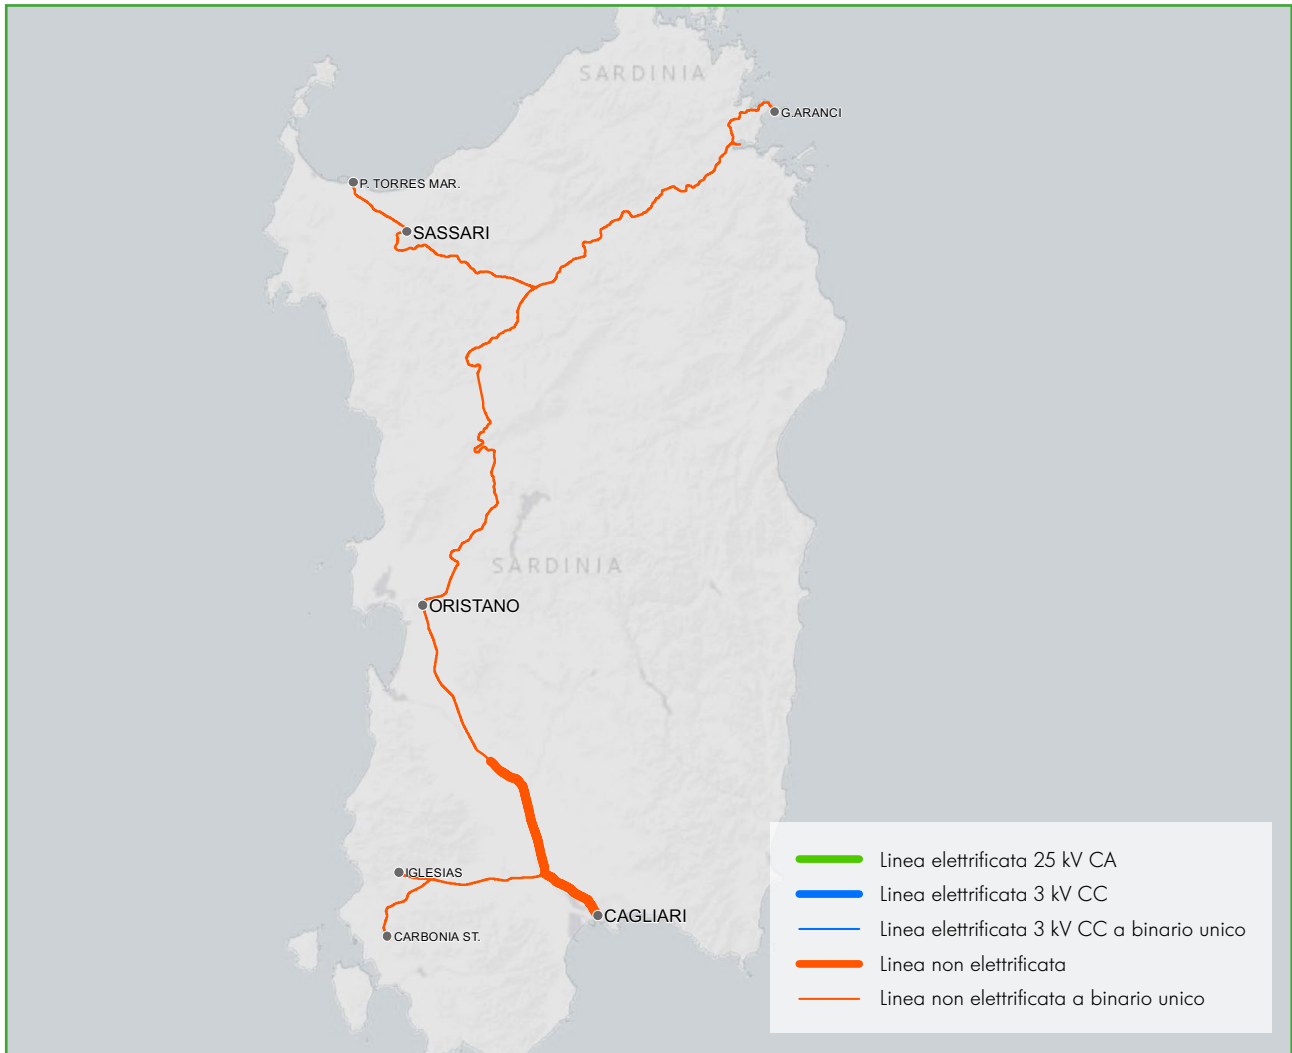 SARDINIA
G.ARANCI
P. TORRES MAR.
SASSARI
SARDINIA
ORISTANO
IGLESIAS
CAGLIARI
CARBONIA ST.
Linea elettrificata 25 kV CA
Linea elettrificata 3 kV CC
Linea elettrificata 3 kV CC a binario unico
Linea non elettrificata
Linea non elettrificata a binario unico